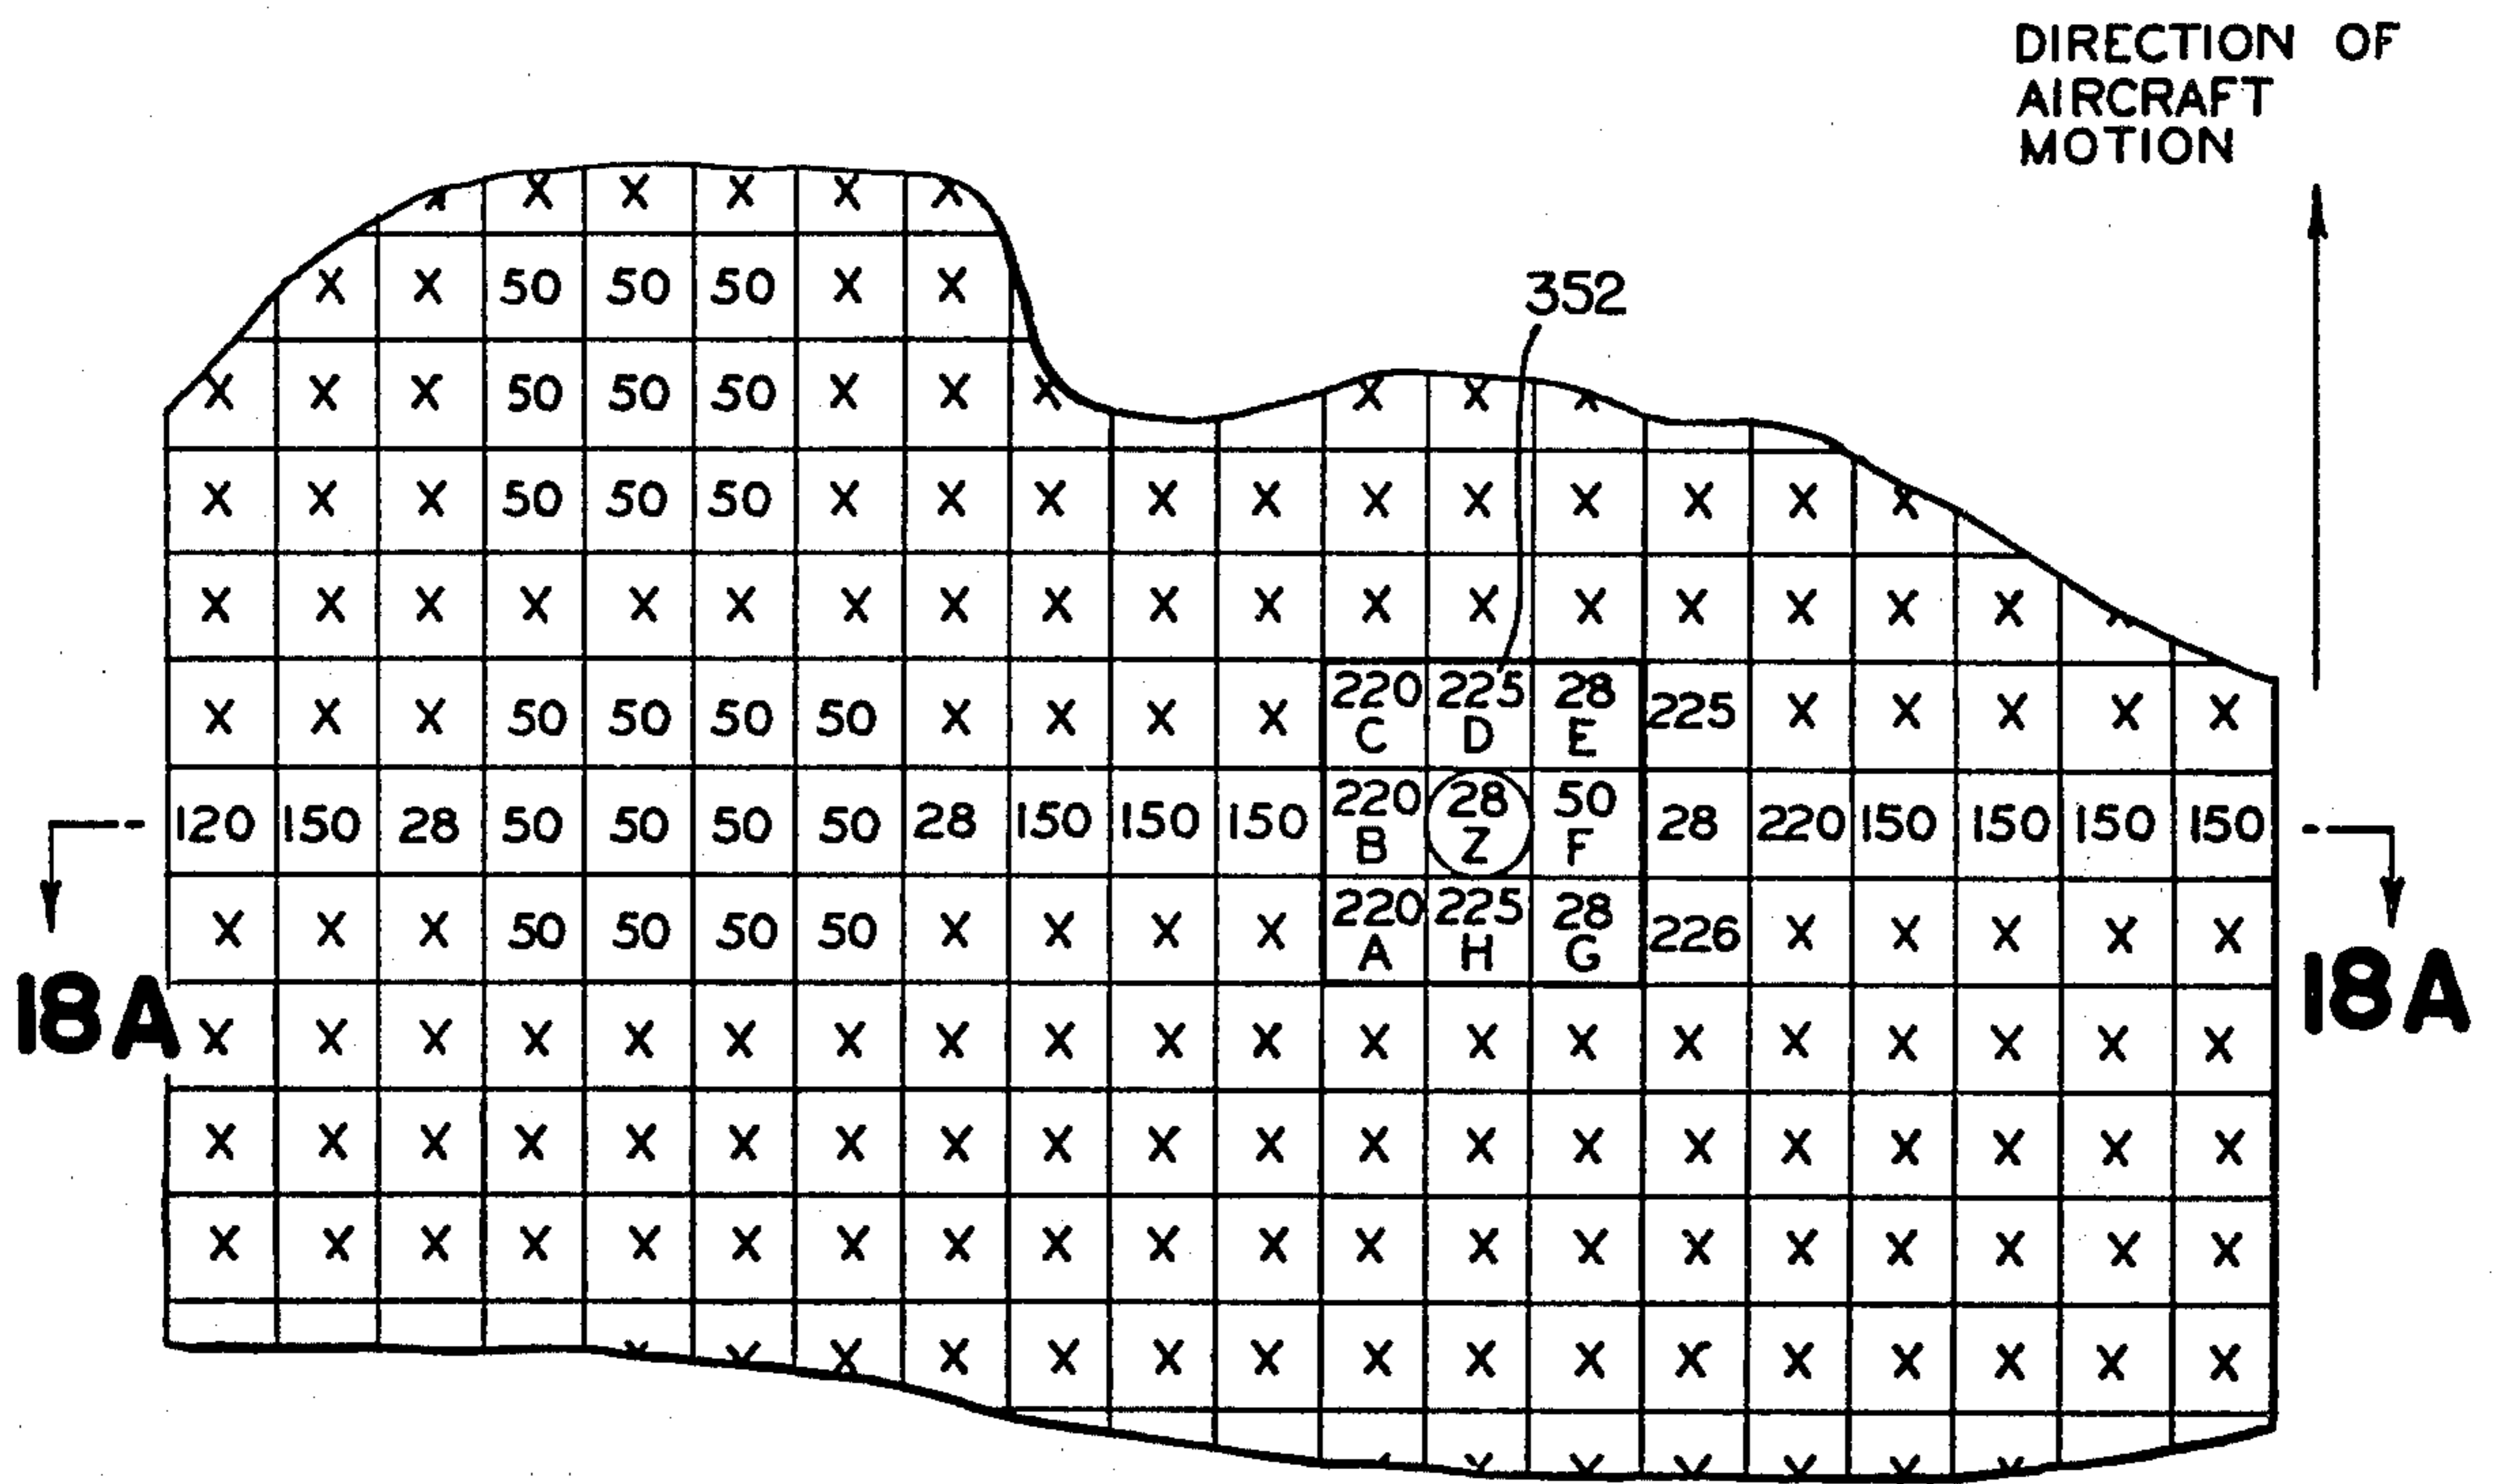 DIRECTION OF
AIRCRAFT
MOTION
X X X X X X
X X 50 50 50 X X
352
X X X 50 50 50 X X X X X X
X X X 50 50 50 X X X X X X X X X X X
X X X X X X X X X X X X X X X X X X X
X X X 50 50 50 50 X X X X 220 C 225 D 28 E 225 X X X X X
120 150 28 50 50 50 50 28 150 150 150 220 B 28 Z 50 F 28 220 150 150 150 150
X X X 50 50 50 50 X X X X 220 A 225 H 28 G 226 X X X X X
18A X X X X X X X X X X X X X X X X X X X X 18A
X X X X X X X X X X X X X X X X X X X X
X X X X X X X X X X X X X X X X X X X X
X X X X X X X X X X X X X X X X
X X X X X X